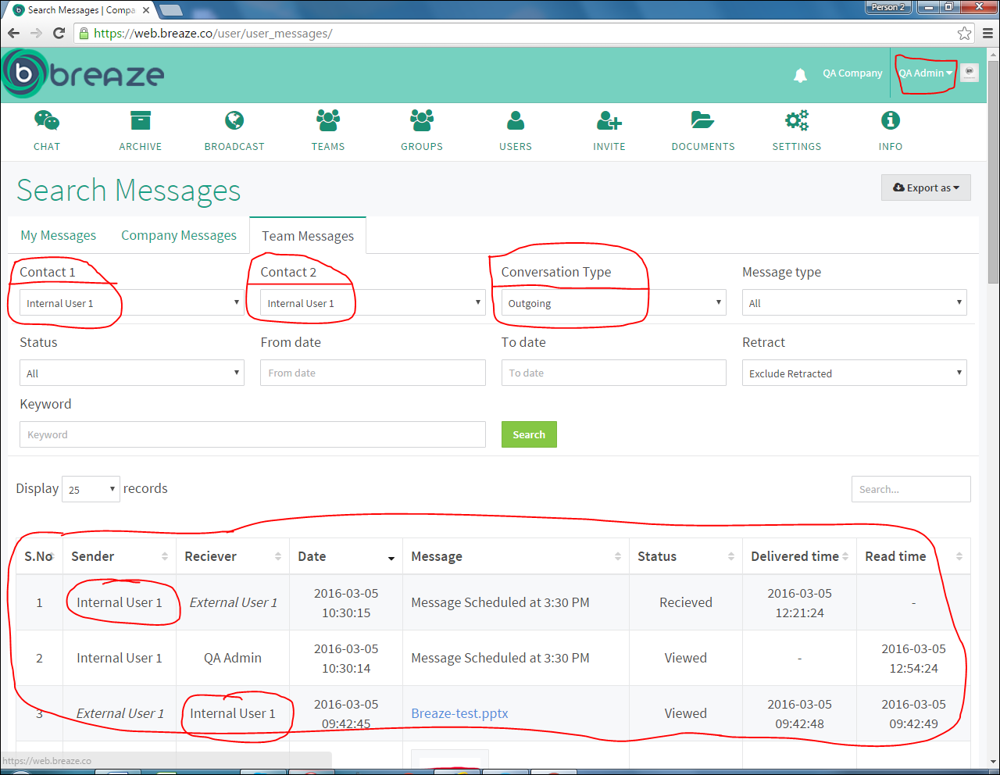 Search Messages | Compa
Person 2
https://web.breaze.co/user/user_messages/
b breaze
QA Company
QA Admin
CHAT
ARCHIVE
BROADCAST
TEAMS
GROUPS
USERS
INVITE
DOCUMENTS
SETTINGS
INFO
Search Messages
Export as
My Messages
Company Messages
Team Messages
Contact 1
Contact 2
Conversation Type
Message type
Internal User 1
Internal User 1
Outgoing
All
Status
From date
To date
Retract
All
From date
To date
Exclude Retracted
Keyword
Keyword
Search
Display 25 records
Search...
S.No Sender Reciever Date Message Status Delivered time Read time
1 Internal User 1 External User 1 2016-03-05 10:30:15 Message Scheduled at 3:30 PM Recieved 2016-03-05 12:21:24 -
2 Internal User 1 QA Admin 2016-03-05 10:30:14 Message Scheduled at 3:30 PM Viewed - 2016-03-05 12:54:24
3 External User 1 Internal User 1 2016-03-05 09:42:45 Breaze-test.pptx Viewed 2016-03-05 09:42:48 2016-03-05 09:42:49
https://web.breaze.co